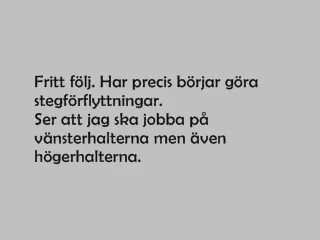 Fritt följ. Har precis börjar göra
stegförflyttningar.
Ser att jag ska jobba på
vänsterhalterna men även
högerhalterna.